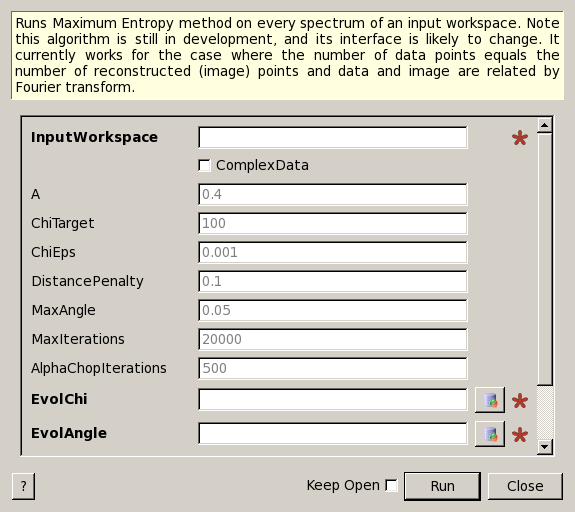 Runs Maximum Entropy method on every spectrum of an input workspace. Note
this algorithm is still in development, and its interface is likely to change. It
currently works for the case where the number of data points equals the
number of reconstructed (image) points and data and image are related by
Fourier transform.
InputWorkspace
ComplexData
A 0.4
ChiTarget 100
ChiEps 0.001
DistancePenalty 0.1
MaxAngle 0.05
MaxIterations 20000
AlphaChopIterations 500
EvolChi
EvolAngle
? Keep Open Run Close